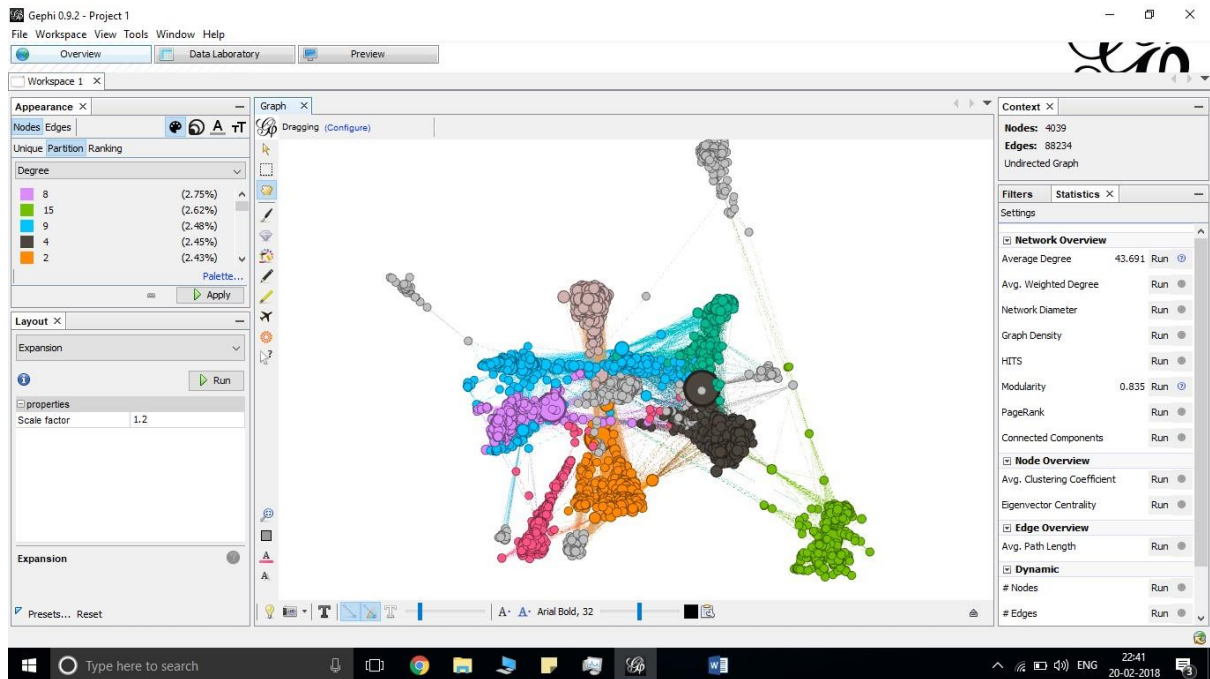 Gephi 0.9.2 - Project 1
File Workspace View Tools Window Help
Overview Data Laboratory Preview
Workspace 1
Appearance
Nodes Edges
Unique Partition Ranking
Degree
8 (2.75%)
15 (2.62%)
9 (2.48%)
4 (2.45%)
2 (2.43%)
Palette...
Apply
Layout
Expansion
Run
properties
Scale factor 1.2
Expansion
Presets... Reset
Graph
Dragging (Configure)
Arial Bold, 32
Context
Nodes: 4039
Edges: 88234
Undirected Graph
Filters Statistics
Settings
Network Overview
Average Degree 43.691 Run
Avg. Weighted Degree Run
Network Diameter Run
Graph Density Run
HITS Run
Modularity 0.835 Run
PageRank Run
Connected Components Run
Node Overview
Avg. Clustering Coefficient Run
Eigenvector Centrality Run
Edge Overview
Avg. Path Length Run
Dynamic
# Nodes Run
# Edges Run
Type here to search
ENG
22:41
20-02-2018
3